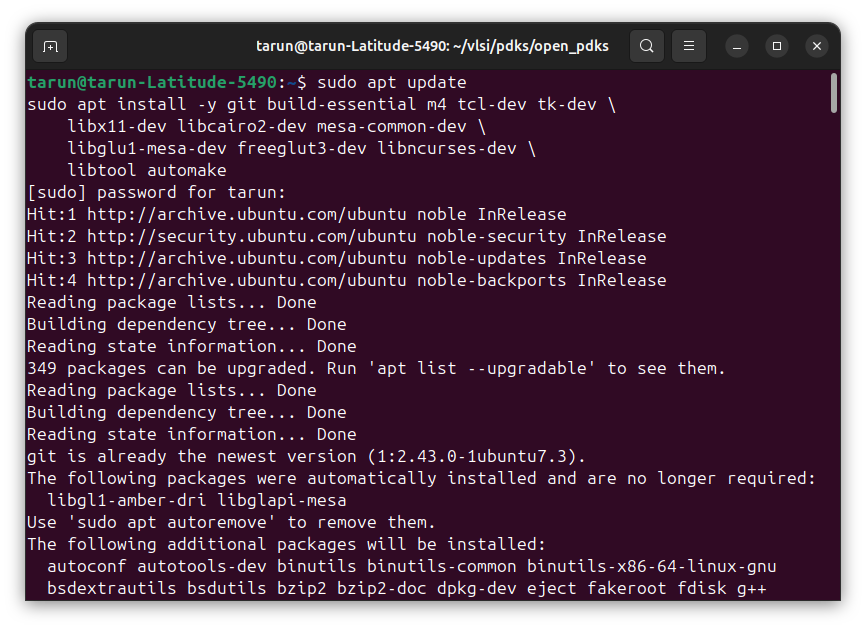 tarun@tarun-Latitude-5490: ~/vlsi/pdks/open_pdks
tarun@tarun-Latitude-5490:~$ sudo apt update
sudo apt install -y git build-essential m4 tcl-dev tk-dev \
    libx11-dev libcairo2-dev mesa-common-dev \
    libglu1-mesa-dev freeglut3-dev libncurses-dev \
    libtool automake
[sudo] password for tarun:
Hit:1 http://archive.ubuntu.com/ubuntu noble InRelease
Hit:2 http://security.ubuntu.com/ubuntu noble-security InRelease
Hit:3 http://archive.ubuntu.com/ubuntu noble-updates InRelease
Hit:4 http://archive.ubuntu.com/ubuntu noble-backports InRelease
Reading package lists... Done
Building dependency tree... Done
Reading state information... Done
349 packages can be upgraded. Run 'apt list --upgradable' to see them.
Reading package lists... Done
Building dependency tree... Done
Reading state information... Done
git is already the newest version (1:2.43.0-1ubuntu7.3).
The following packages were automatically installed and are no longer required:
  libgl1-amber-dri libglapi-mesa
Use 'sudo apt autoremove' to remove them.
The following additional packages will be installed:
  autoconf autotools-dev binutils binutils-common binutils-x86-64-linux-gnu
  bsdextrautils bsdutils bzip2 bzip2-doc dpkg-dev eject fakeroot fdisk g++